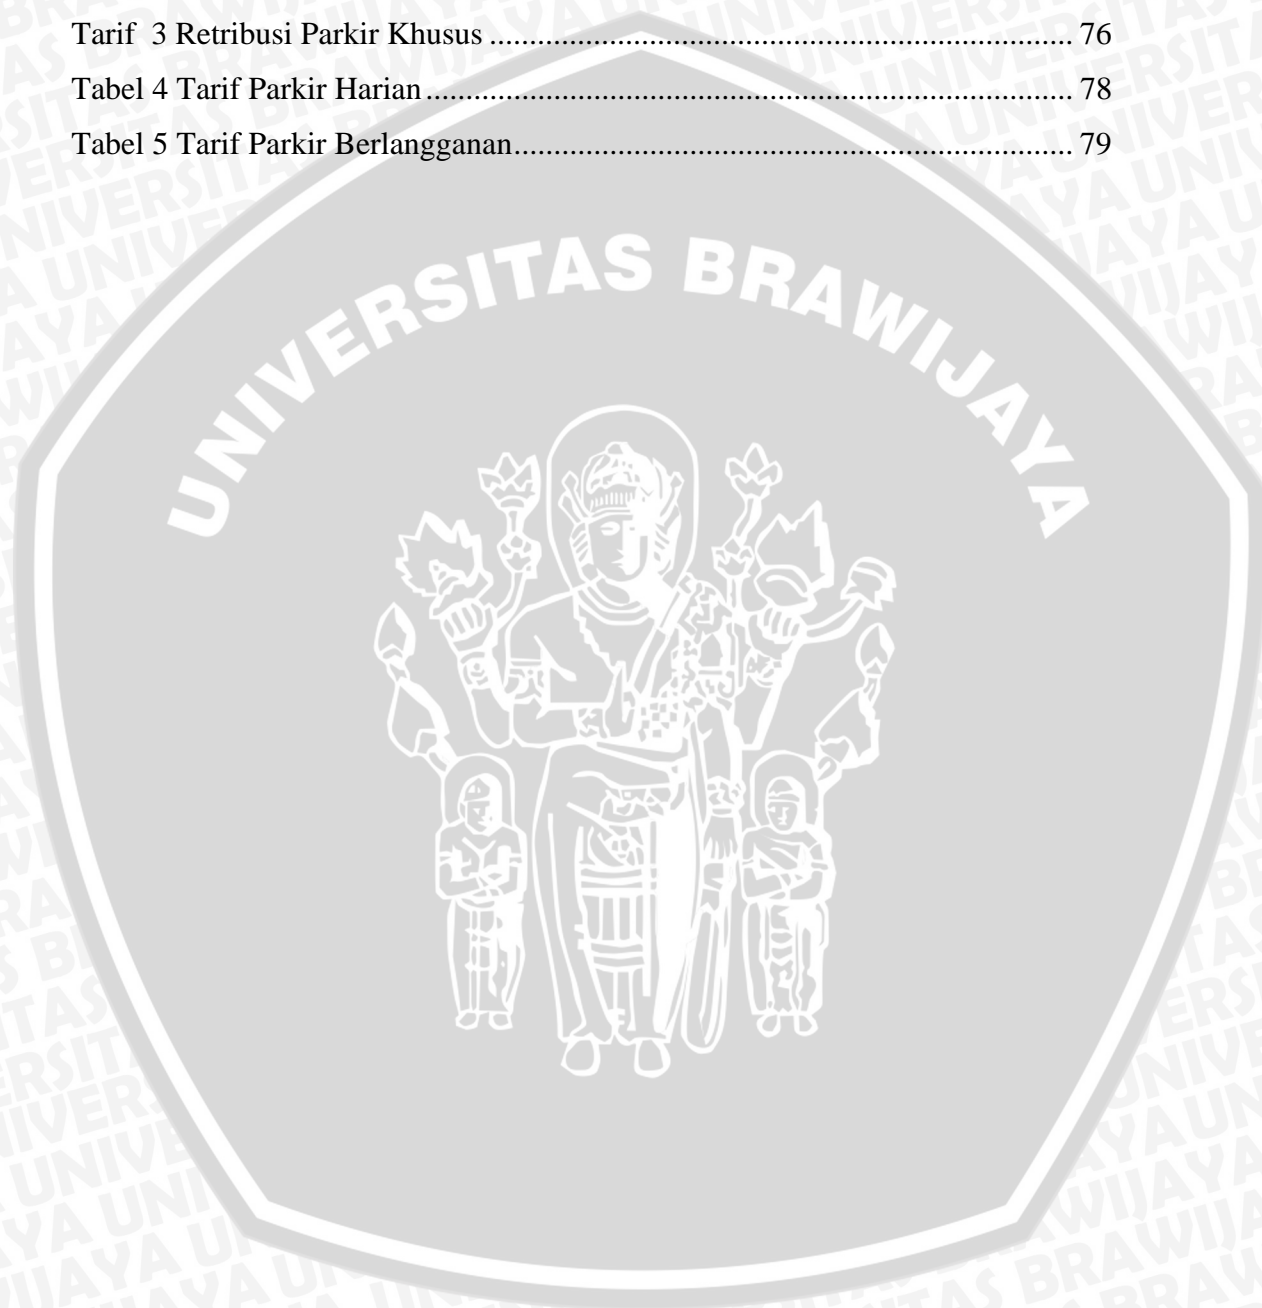 Tarif  3 Retribusi Parkir Khusus ......................................................................... 76
Tabel 4 Tarif Parkir Harian ................................................................................. 78
Tabel 5 Tarif Parkir Berlangganan...................................................................... 79
UNIVERSITAS BRAWIJAYA